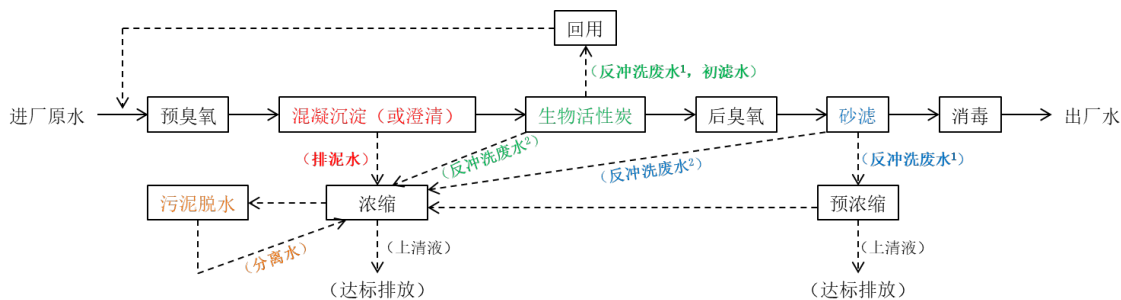 回用
（反冲洗废水¹，初滤水）
进厂原水
预臭氧
混凝沉淀（或澄清）
生物活性炭
后臭氧
砂滤
消毒
出厂水
（排泥水）
（反冲洗废水²）
（反冲洗废水²）
（反冲洗废水¹）
污泥脱水
浓缩
预浓缩
（分离水）
（上清液）
（上清液）
（达标排放）
（达标排放）